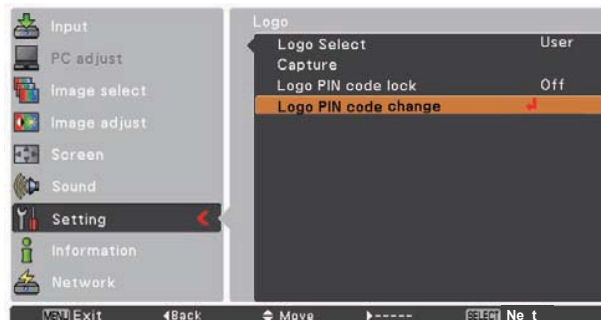 Input
PC adjust
Image select
Image adjust
Screen
Sound
Setting
Information
Network
Logo
Logo Select User
Capture
Logo PIN code lock Off
Logo PIN code change
MENU Exit ◀Back Move ▶----- SELECT Ne t